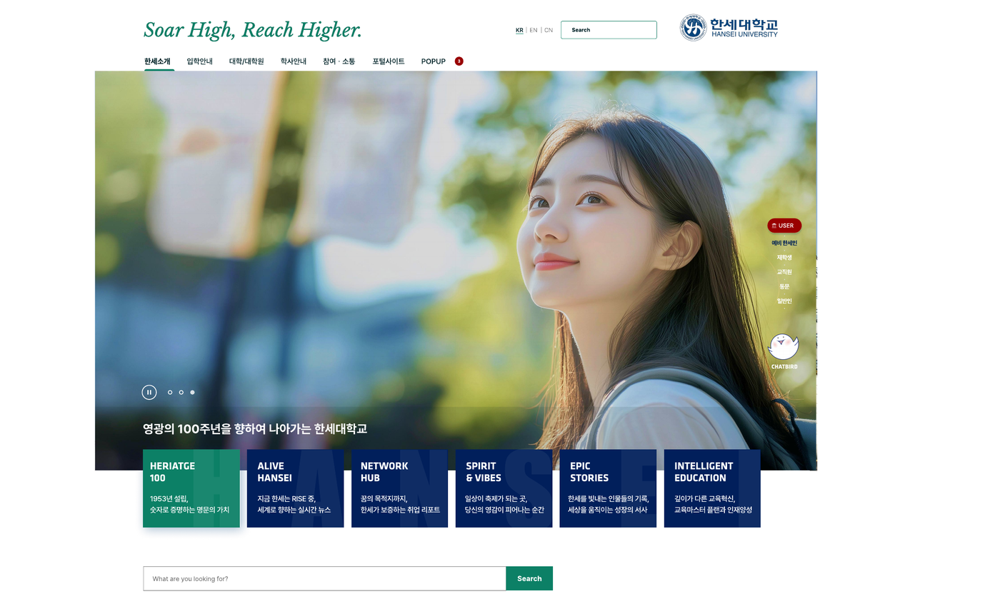 Soar High, Reach Higher.
KR | EN | CN
Search
한세대학교
HANSEI UNIVERSITY
한세소개 입학안내 대학/대학원 학사안내 참여 · 소통 포털사이트 POPUP 3
USER
예비 한세인
재학생
교직원
동문
일반인
CHATBIRD
영광의 100주년을 향하여 나아가는 한세대학교
HERIATGE
100
1953년 설립,
숫자로 증명하는 명문의 가치
ALIVE
HANSEI
지금 한세는 RISE 중,
세계로 향하는 실시간 뉴스
NETWORK
HUB
꿈의 목적지까지,
한세가 보증하는 취업 리포트
SPIRIT
& VIBES
일상이 축제가 되는 곳,
당신의 영감이 피어나는 순간
EPIC
STORIES
한세를 빛내는 인물들의 기록,
세상을 움직이는 성장의 서사
INTELLIGENT
EDUCATION
깊이가 다른 교육혁신,
교육마스터 플랜과 인재양성
HANSEI
What are you looking for?
Search